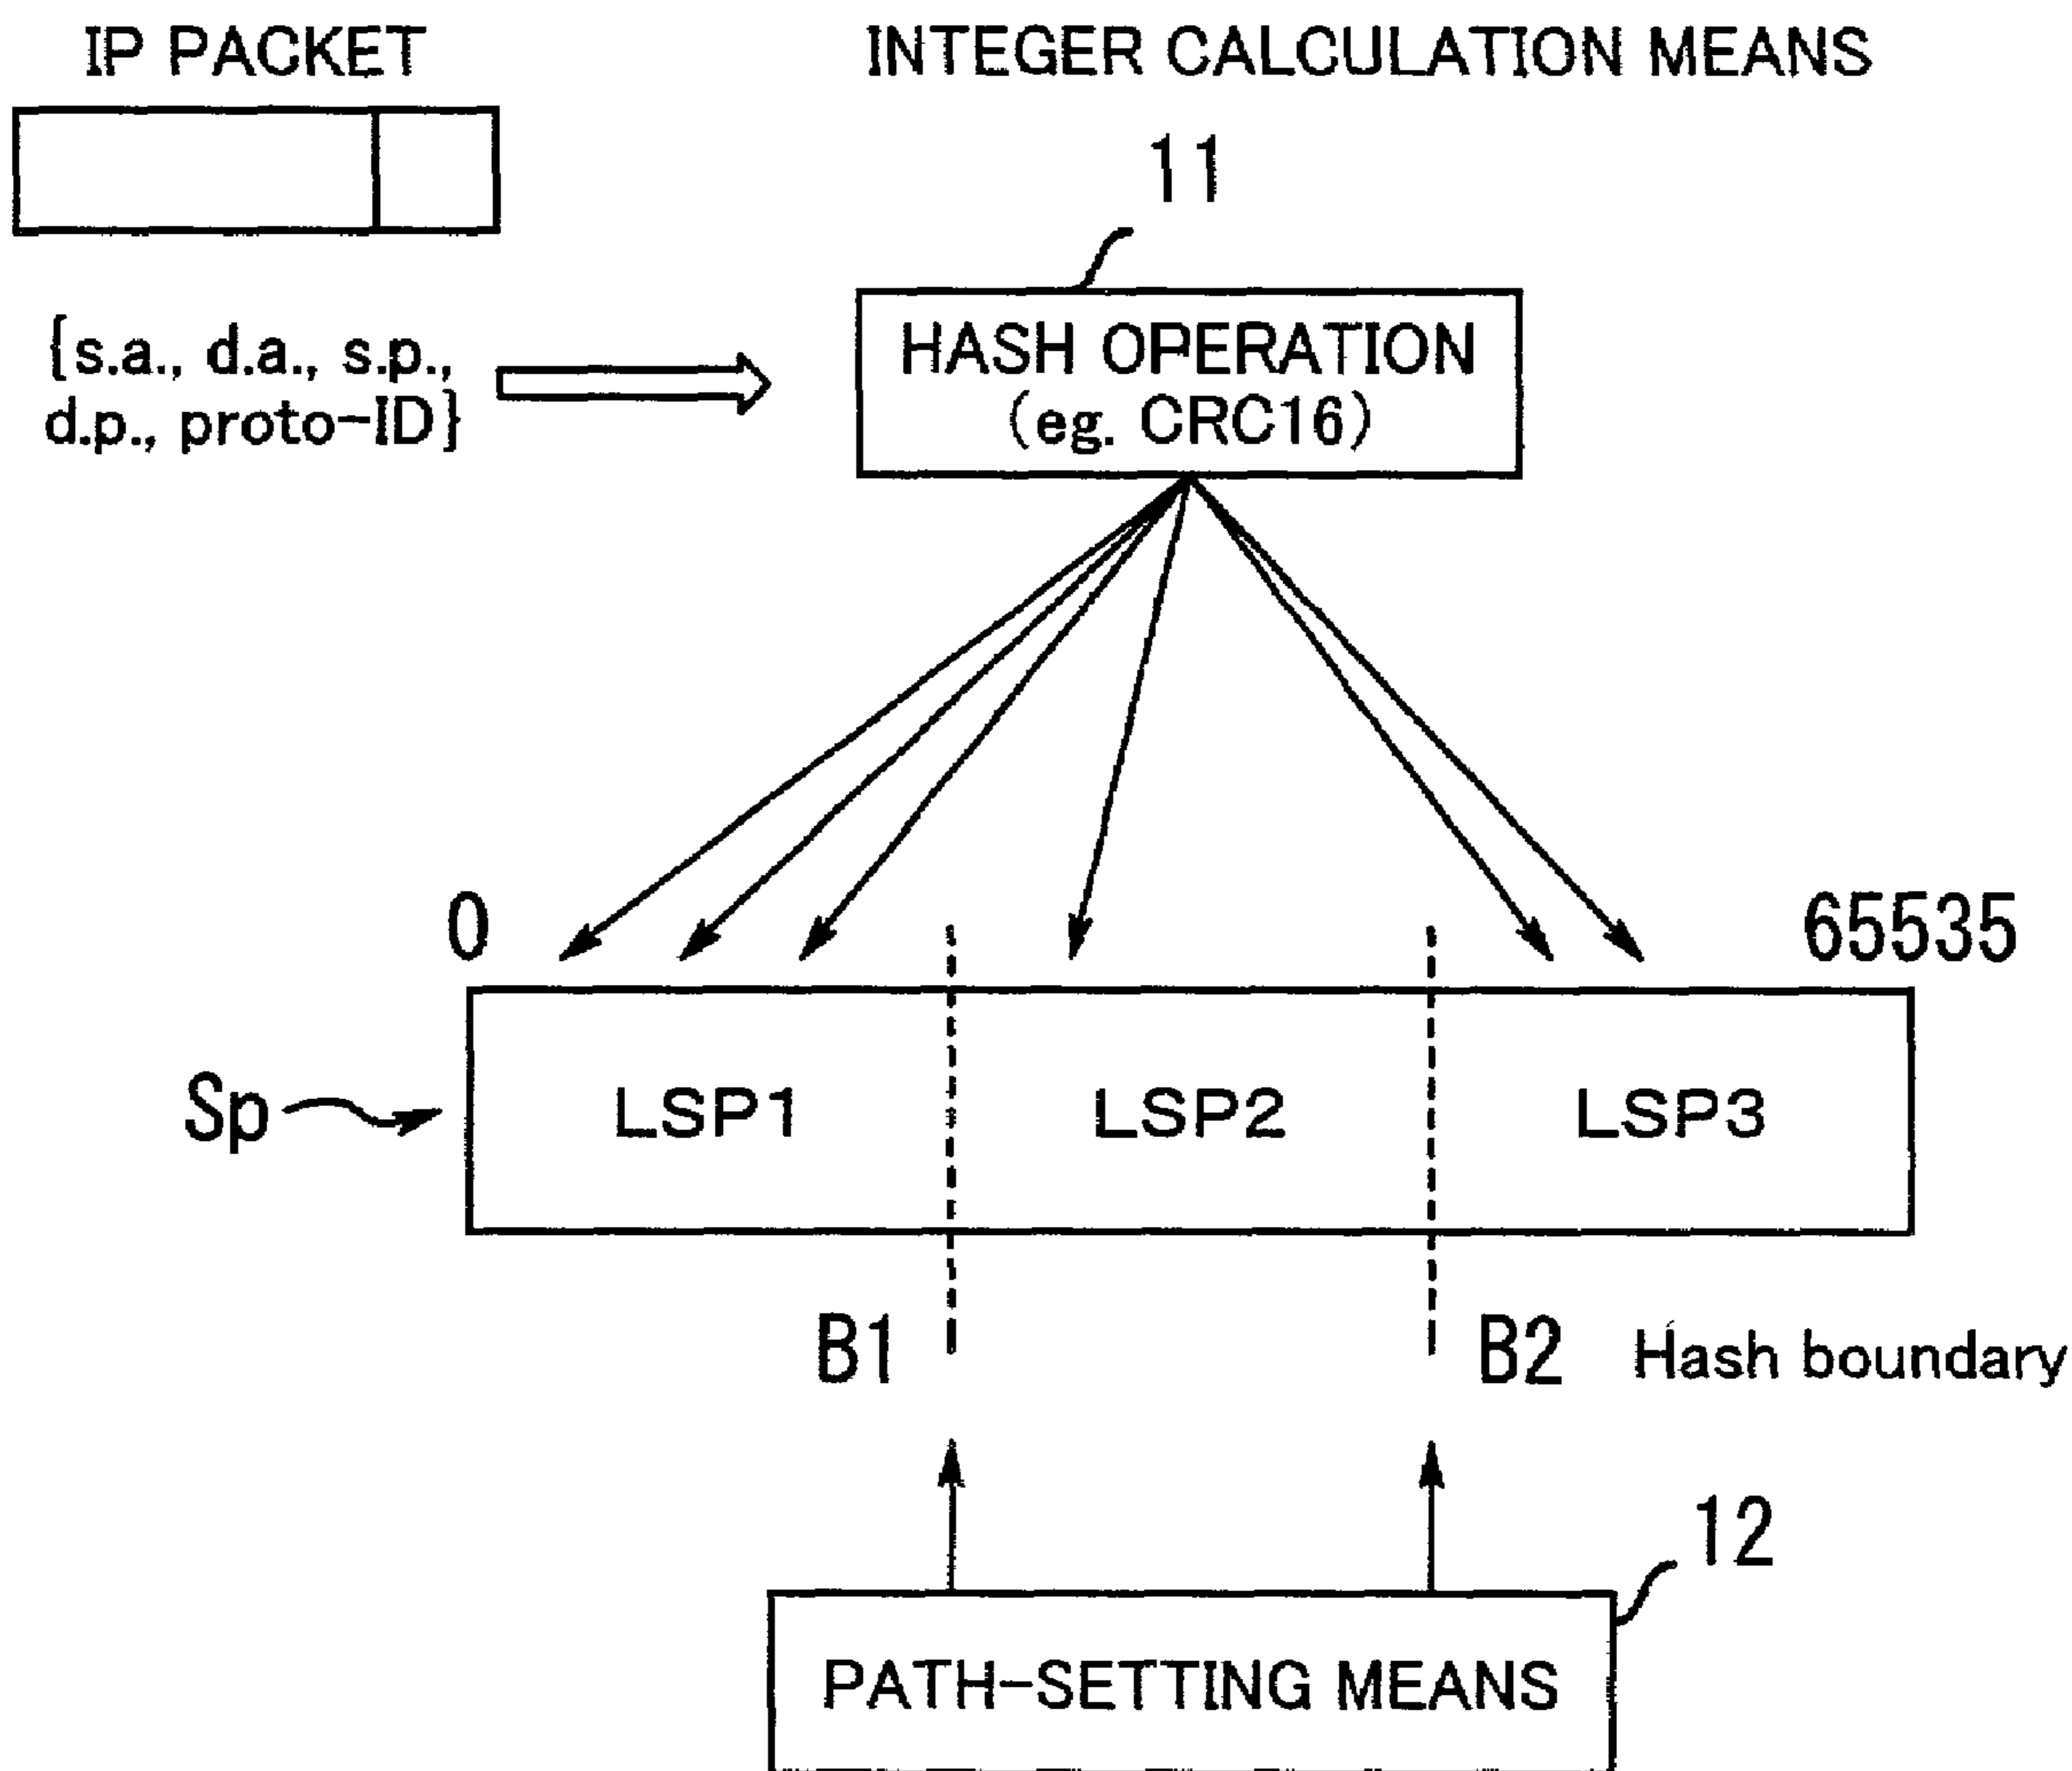 IP PACKET
INTEGER CALCULATION MEANS
11
{s.a., d.a., s.p.,
d.p., proto-ID}
HASH OPERATION
(eg. CRC16)
0
65535
Sp
LSP1
LSP2
LSP3
B1
B2
Hash boundary
12
PATH-SETTING MEANS